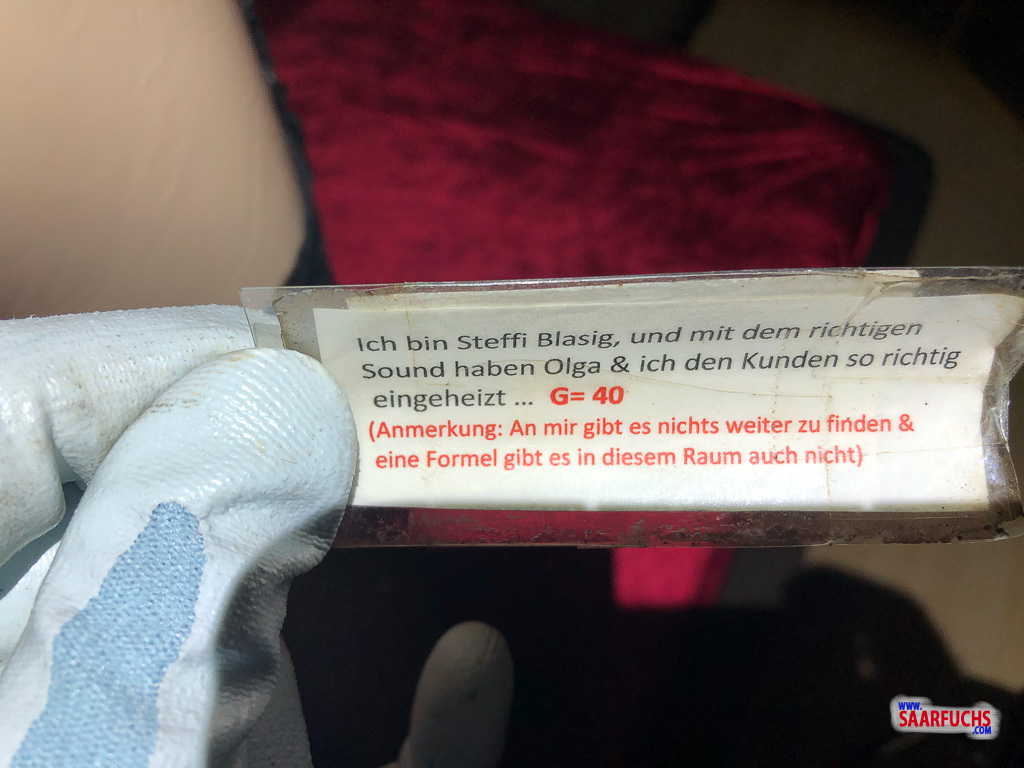 Ich bin Steffi Blasig, und mit dem richtigen
Sound haben Olga & ich den Kunden so richtig
eingeheizt ... G= 40
(Anmerkung: An mir gibt es nichts weiter zu finden &
eine Formel gibt es in diesem Raum auch nicht)
WWW.
SAARFUCHS
.COM